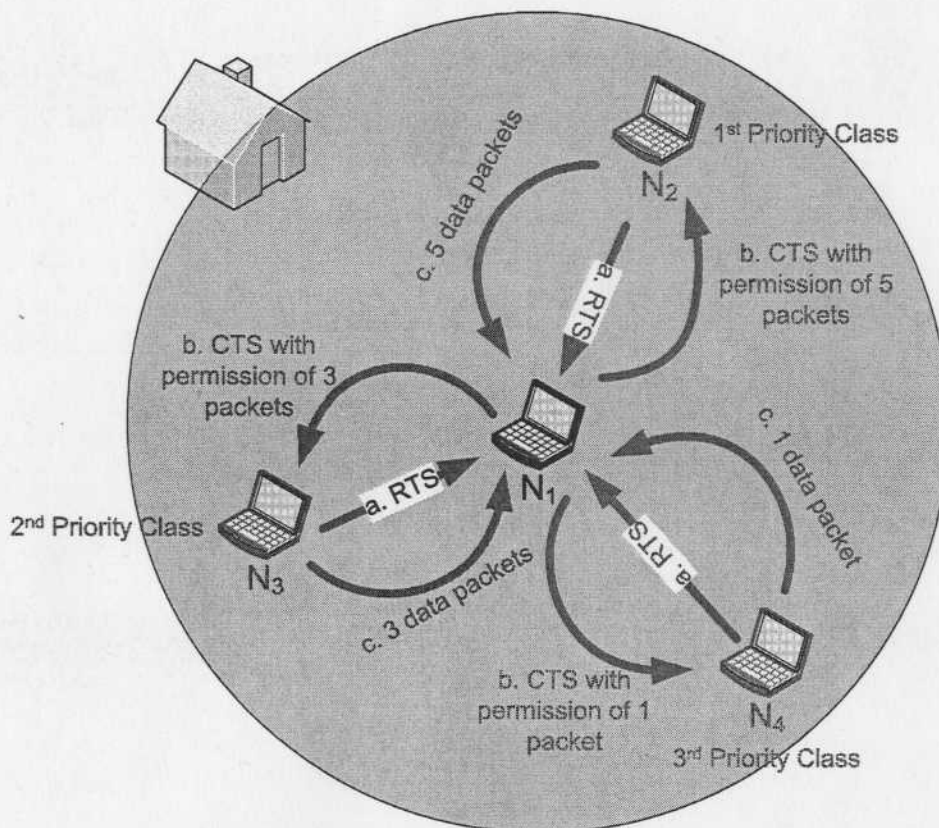 1st Priority Class
N2
c. 5 data packets
a. RTS
b. CTS with
permission of 5
packets
b. CTS with
permission of 3
packets
N1
c. 1 data packet
a. RTS
2nd Priority Class
N3
c. 3 data packets
a. RTS
b. CTS with
permission of 1
packet
N4
3rd Priority Class